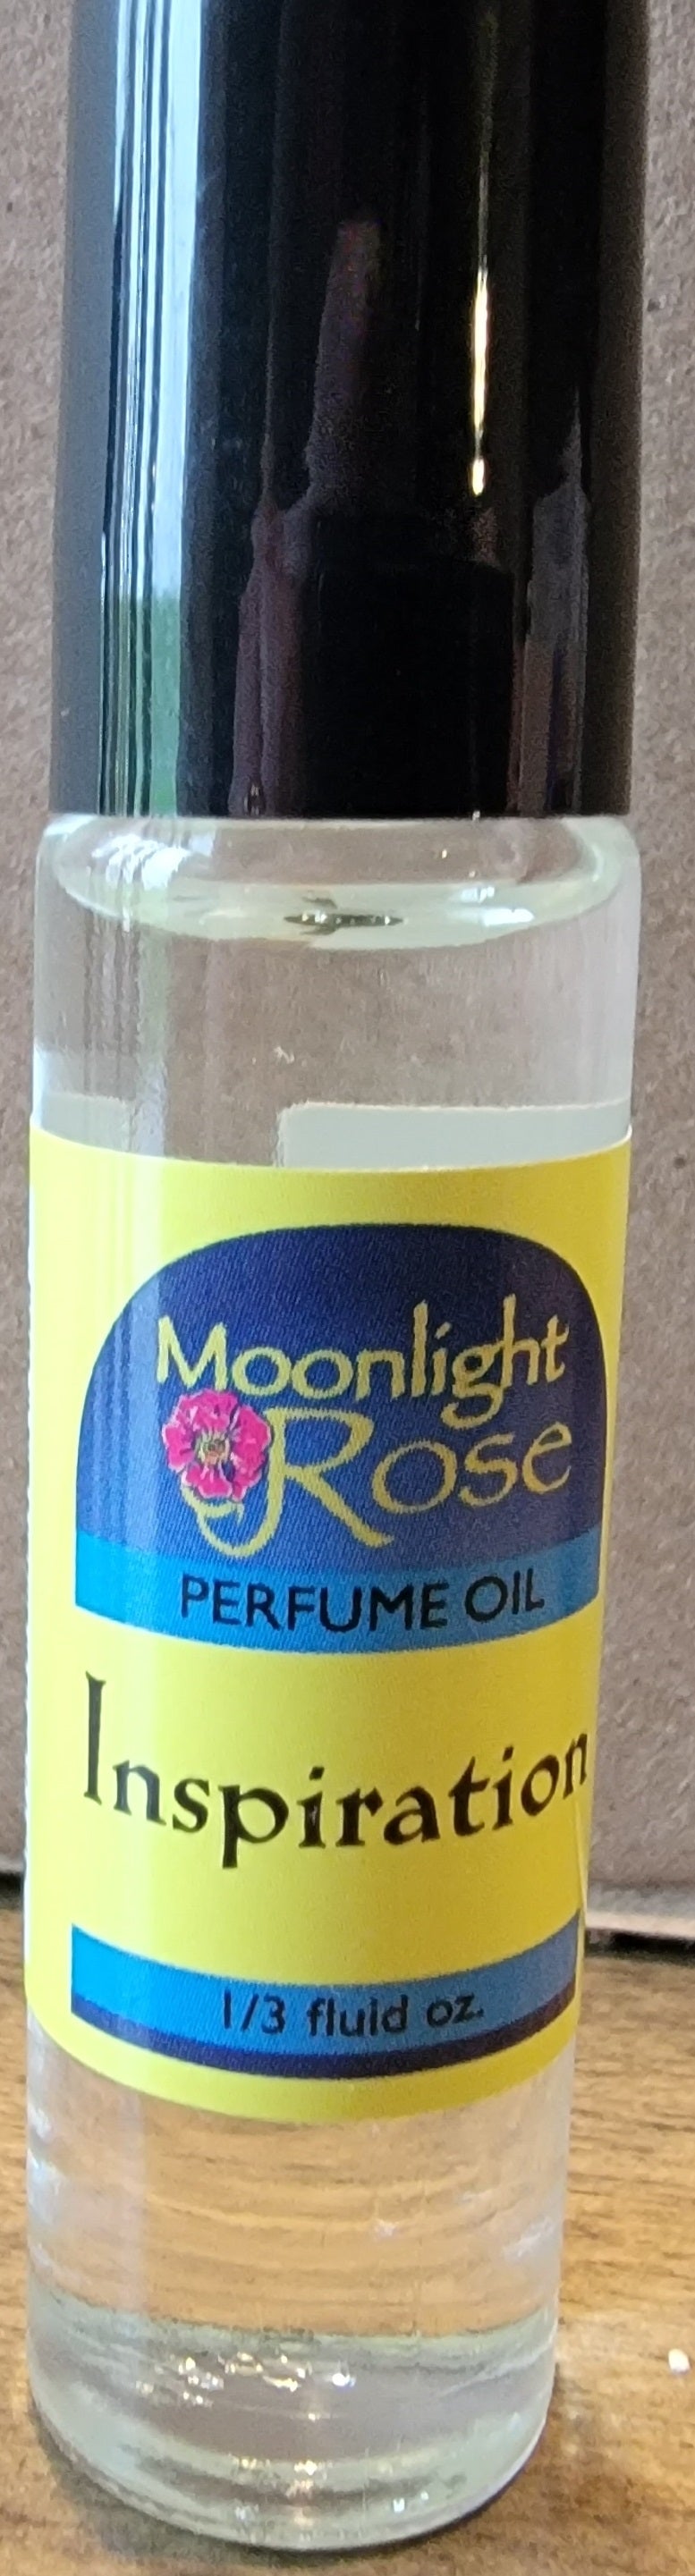 Moonlight
Rose
PERFUME OIL
Inspiration
1/3 fluid oz.